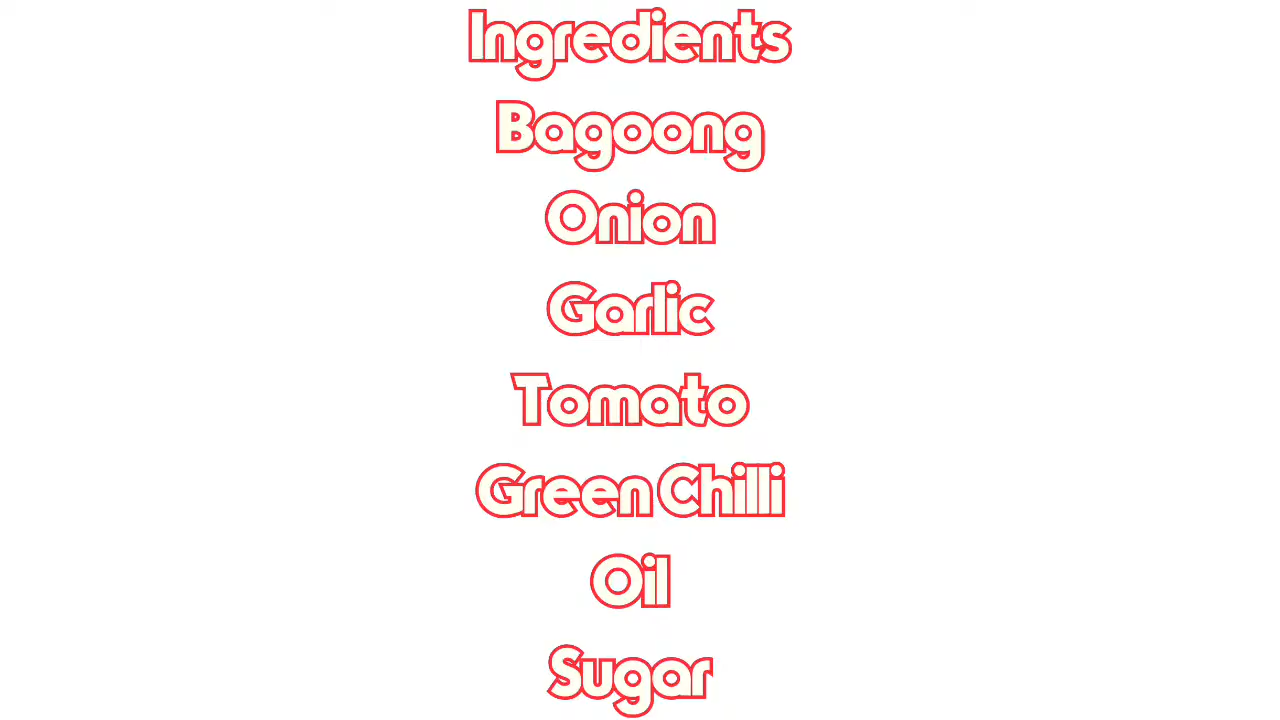 Ingredients
Bagoong
Onion
Garlic
Tomato
Green Chilli
Oil
Sugar